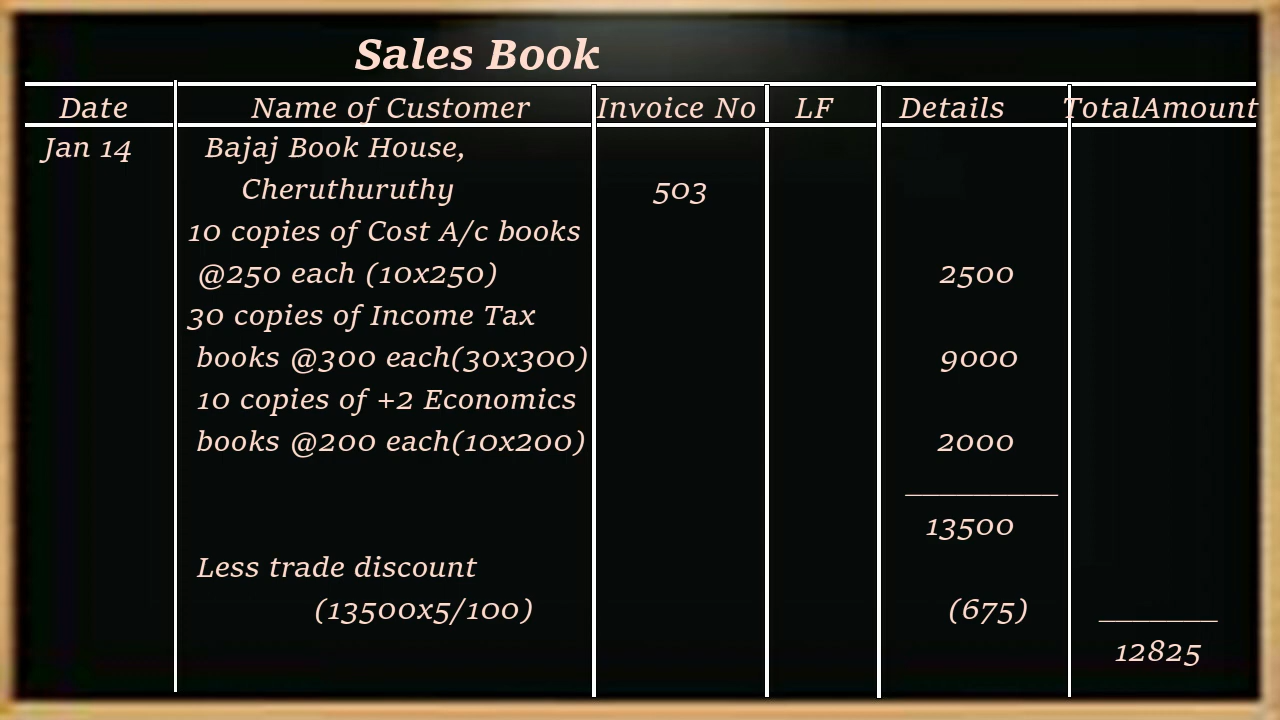 Sales Book
Date Name of Customer Invoice No LF Details TotalAmount
Jan 14 Bajaj Book House,
Cheruthuruthy 503
10 copies of Cost A/c books
@250 each (10x250) 2500
30 copies of Income Tax
books @300 each(30x300) 9000
10 copies of +2 Economics
books @200 each(10x200) 2000
13500
Less trade discount
(13500x5/100) (675)
12825